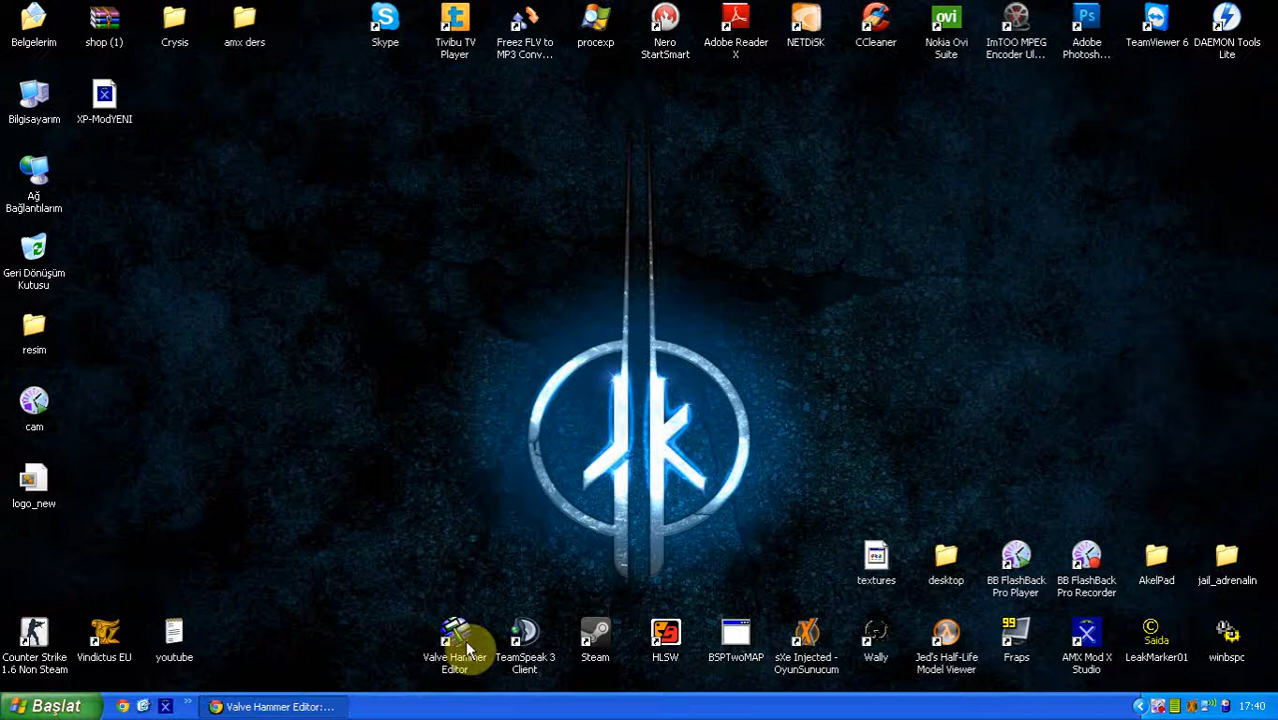 Belgelerim
shop (1)
Crysis
amx ders
Skype
Tivibu TV
Player
Freez FLV to
MP3 Conv...
procexp
Nero
StartSmart
Adobe Reader
X
NETDiSK
CCleaner
ovi
Nokia Ovi
Suite
ImTOO MPEG
Encoder Ul...
Ps
Adobe
Photosh...
TeamViewer 6
DAEMON Tools
Lite
Bilgisayarım
XP-ModYENI
Ağ
Bağlantılarım
Geri Dönüşüm
Kutusu
resim
cam
logo_new
textures
desktop
BB FlashBack
Pro Player
BB FlashBack
Pro Recorder
AkelPad
jail_adrenalin
Counter Strike
1.6 Non Steam
Vindictus EU
youtube
Valve Hammer
Editor
TeamSpeak 3
Client
Steam
HLSW
BSPTwoMAP
sXe Injected -
OyunSunucum
Wally
Jed's Half-Life
Model Viewer
99
Fraps
AMX Mod X
Studio
Saida
LeakMarker01
winbspc
Başlat
Valve Hammer Editor:...
17:40